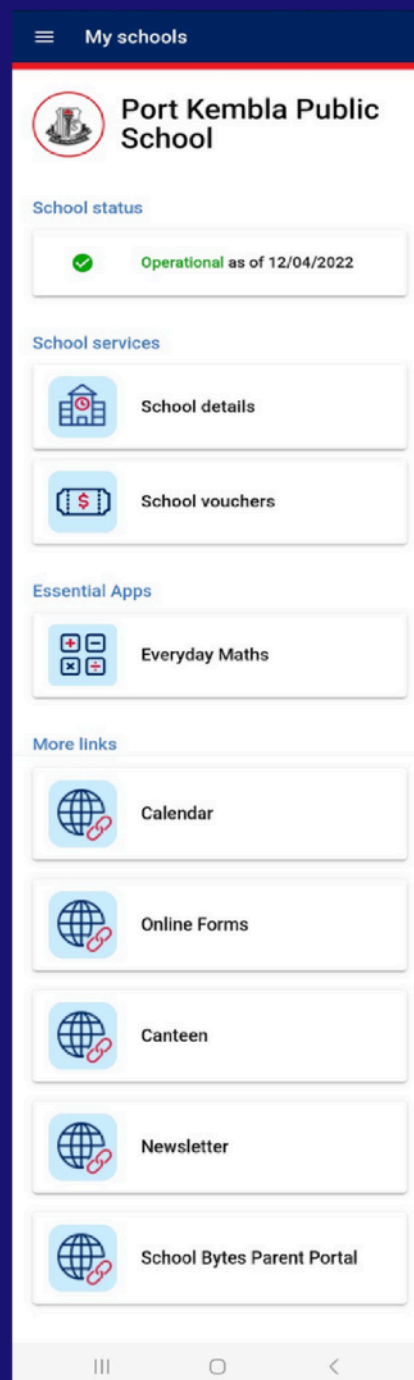 My schools
Port Kembla Public
School
School status
Operational as of 12/04/2022
School services
School details
School vouchers
Essential Apps
Everyday Maths
More links
Calendar
Online Forms
Canteen
Newsletter
School Bytes Parent Portal